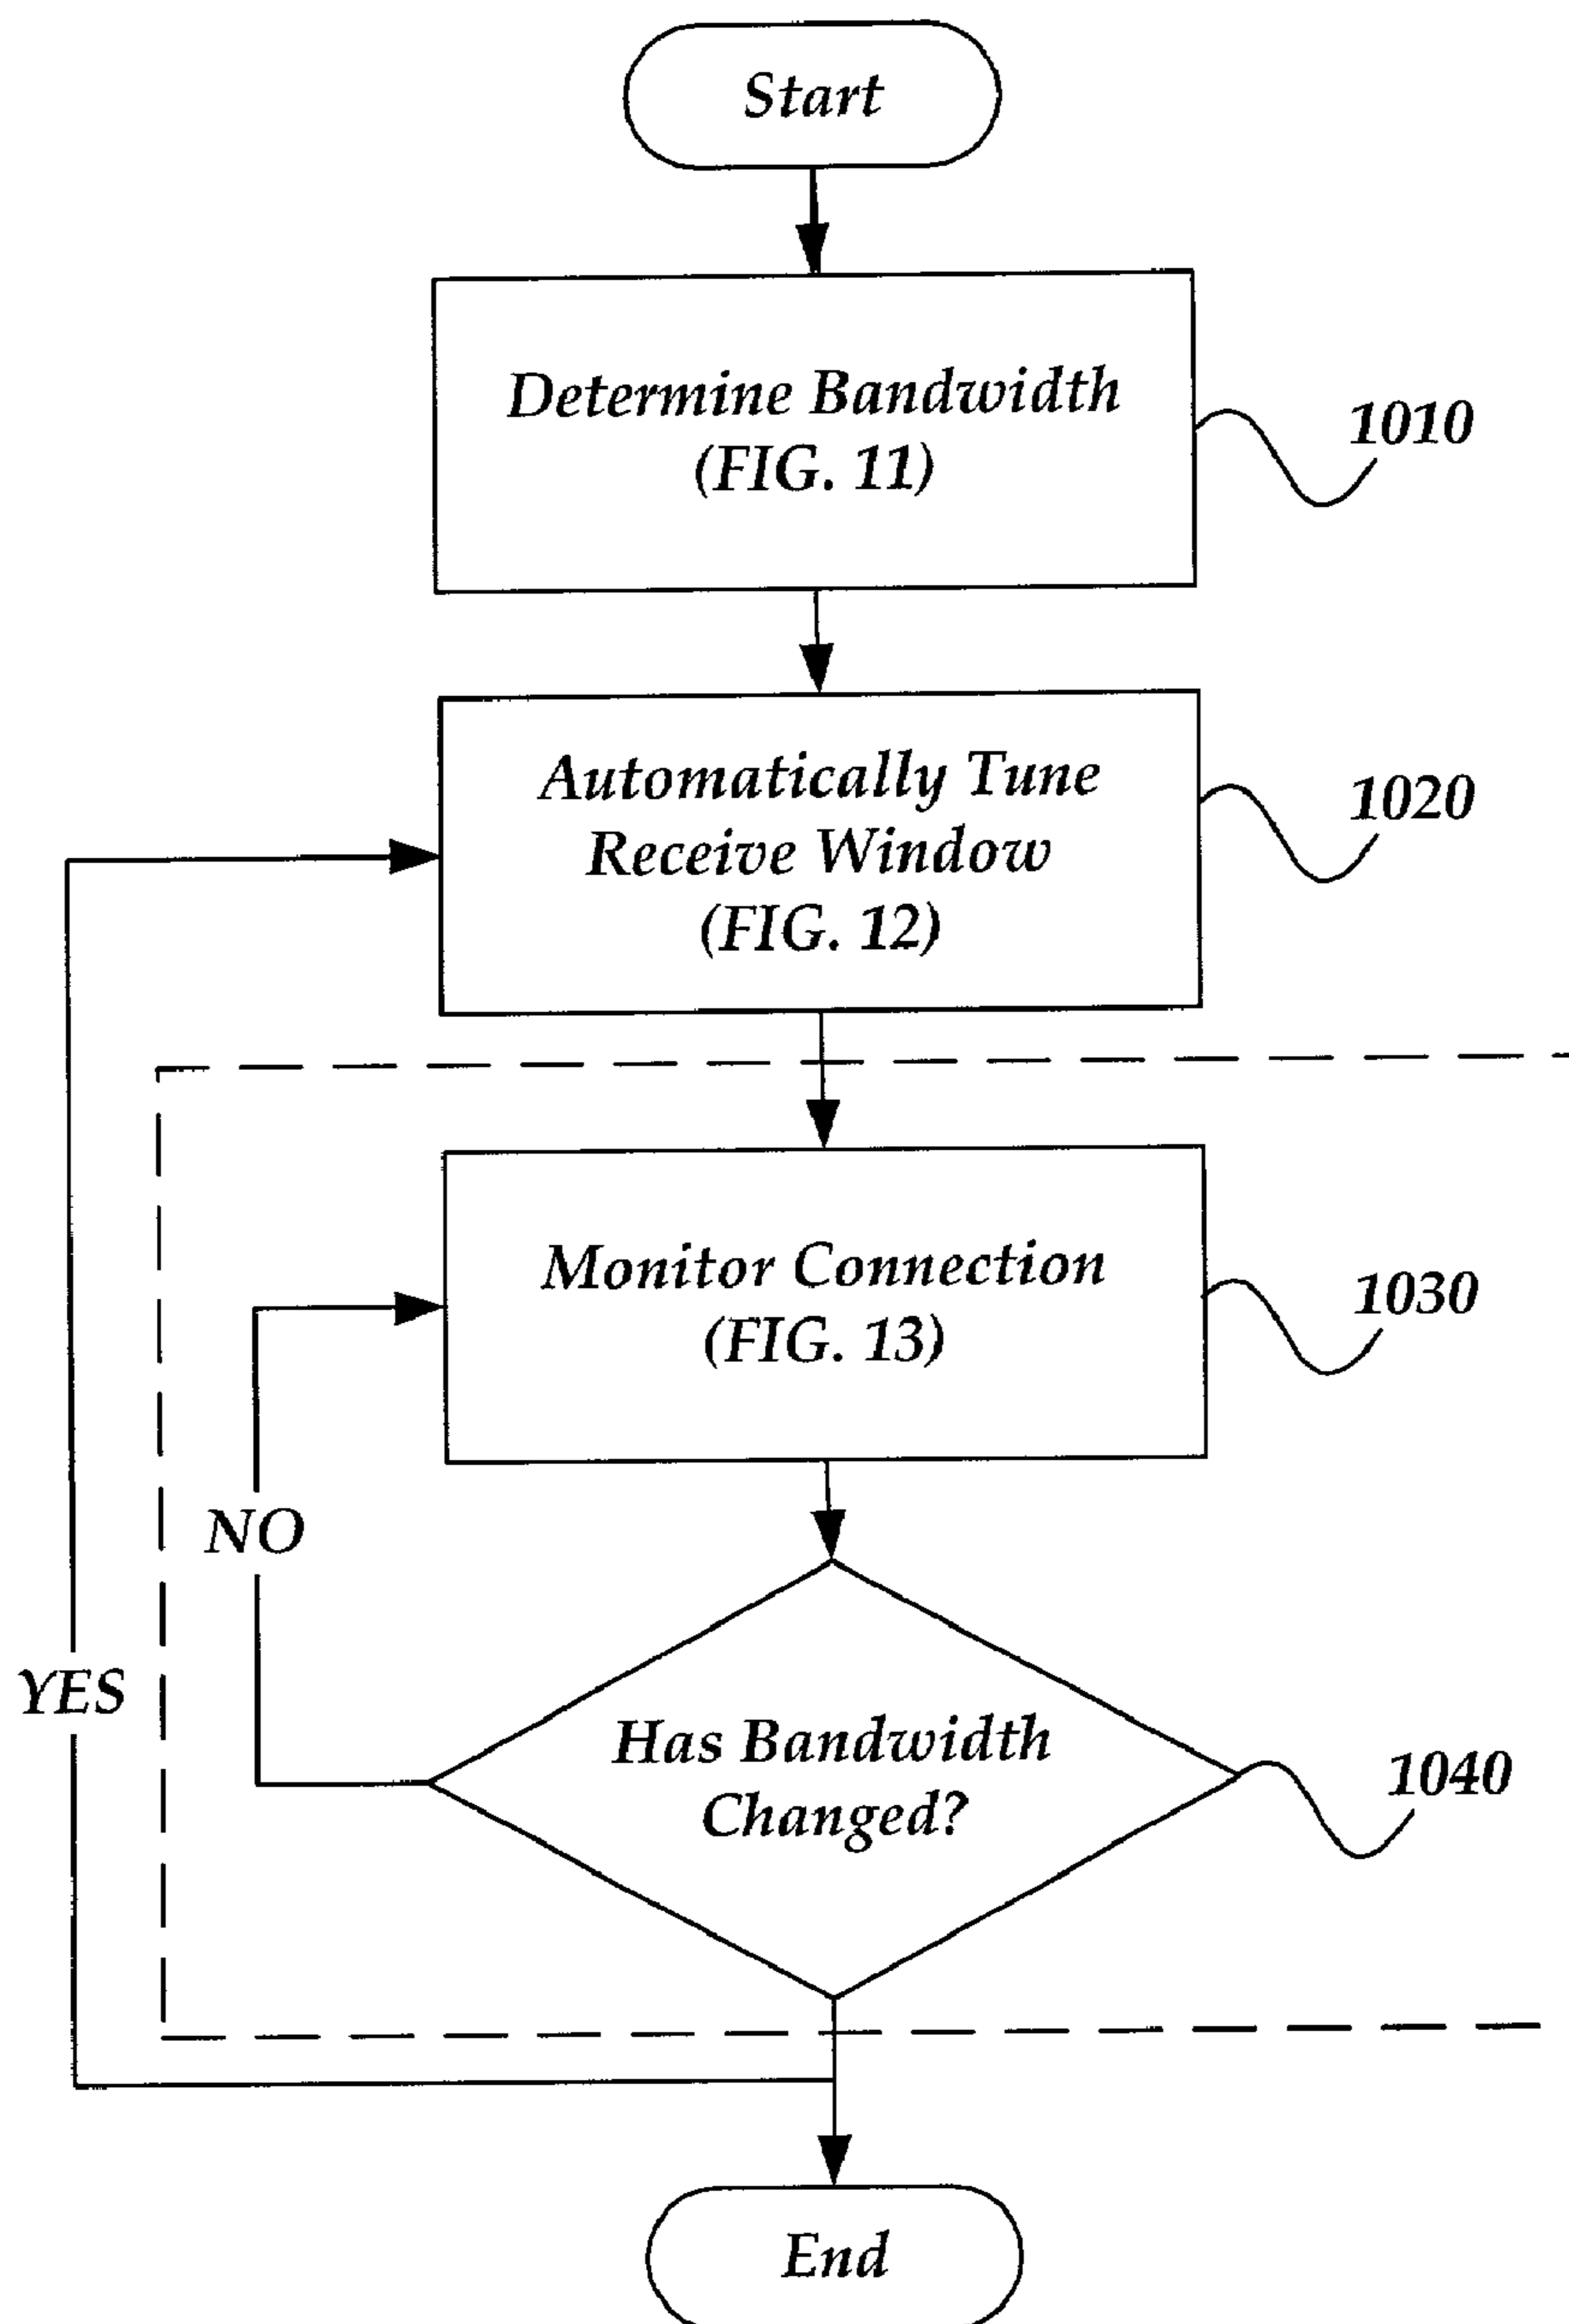 Start
Determine Bandwidth
(FIG. 11)
1010
Automatically Tune
Receive Window
(FIG. 12)
1020
Monitor Connection
(FIG. 13)
1030
NO
YES
Has Bandwidth
Changed?
1040
End